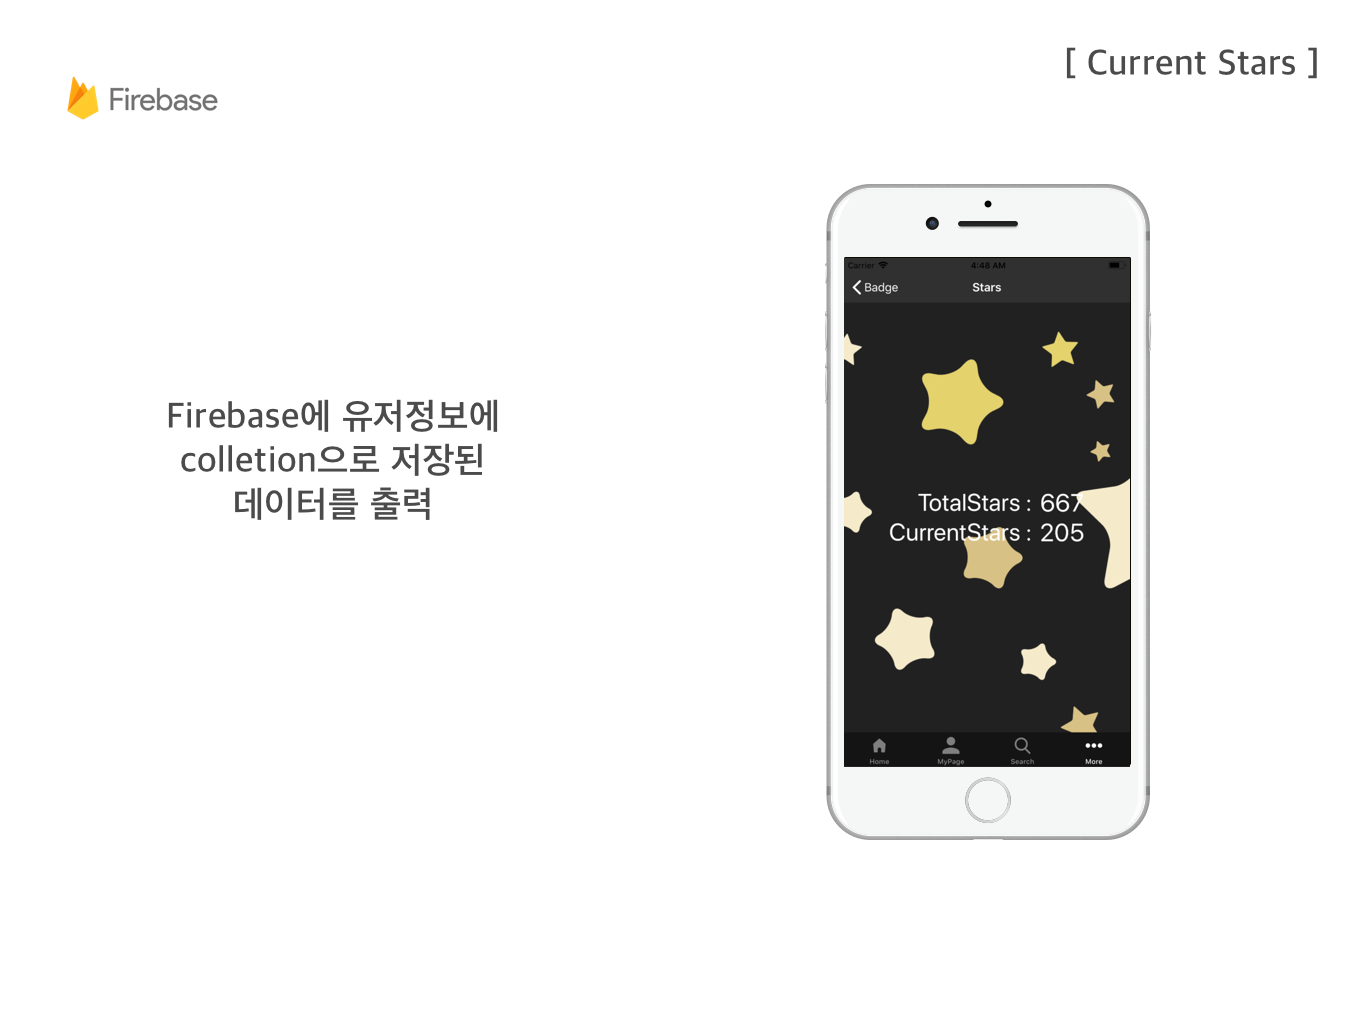 [ Current Stars ]
Firebase
Firebase에 유저정보에
colletion으로 저장된
데이터를 출력
Carrier 4:48 AM
Badge Stars
TotalStars : 667
CurrentStars : 205
Home MyPage Search More